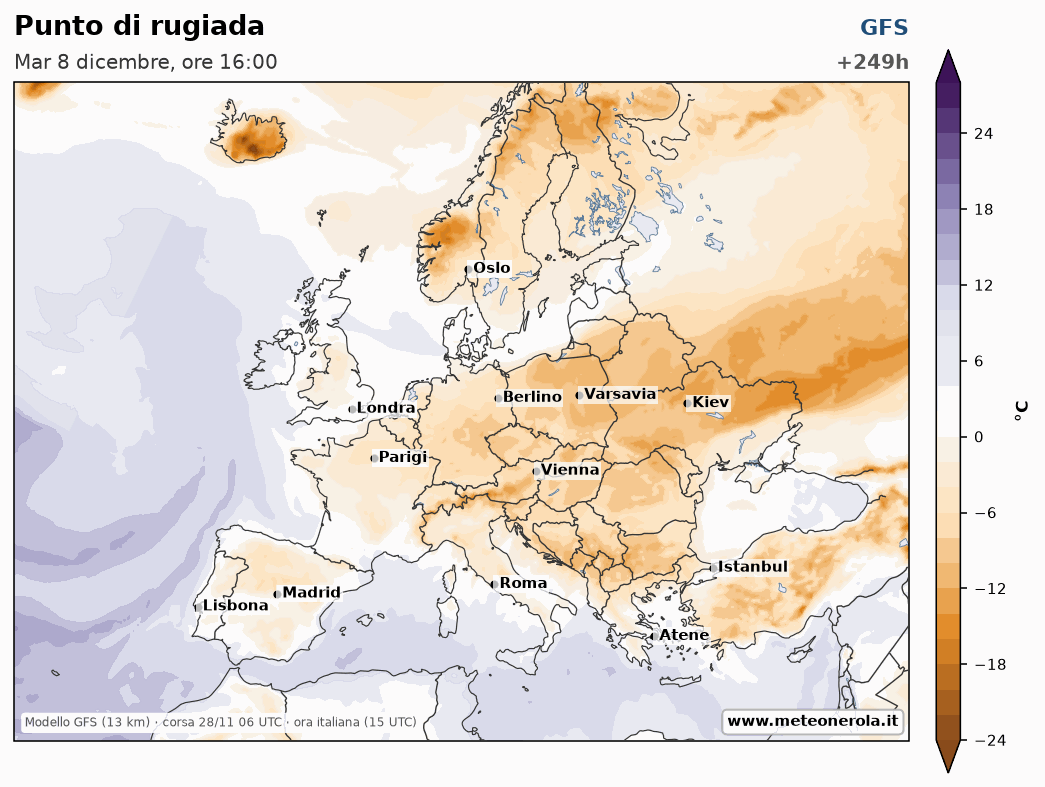 Punto di rugiada
GFS
Mar 8 dicembre, ore 16:00
+249h
Oslo
Londra
Berlino
Varsavia
Kiev
Parigi
Vienna
Istanbul
Roma
Madrid
Lisbona
Atene
Modello GFS (13 km) · corsa 28/11 06 UTC · ora italiana (15 UTC)
www.meteonerola.it
24
18
12
6
0
−6
−12
−18
−24
°C